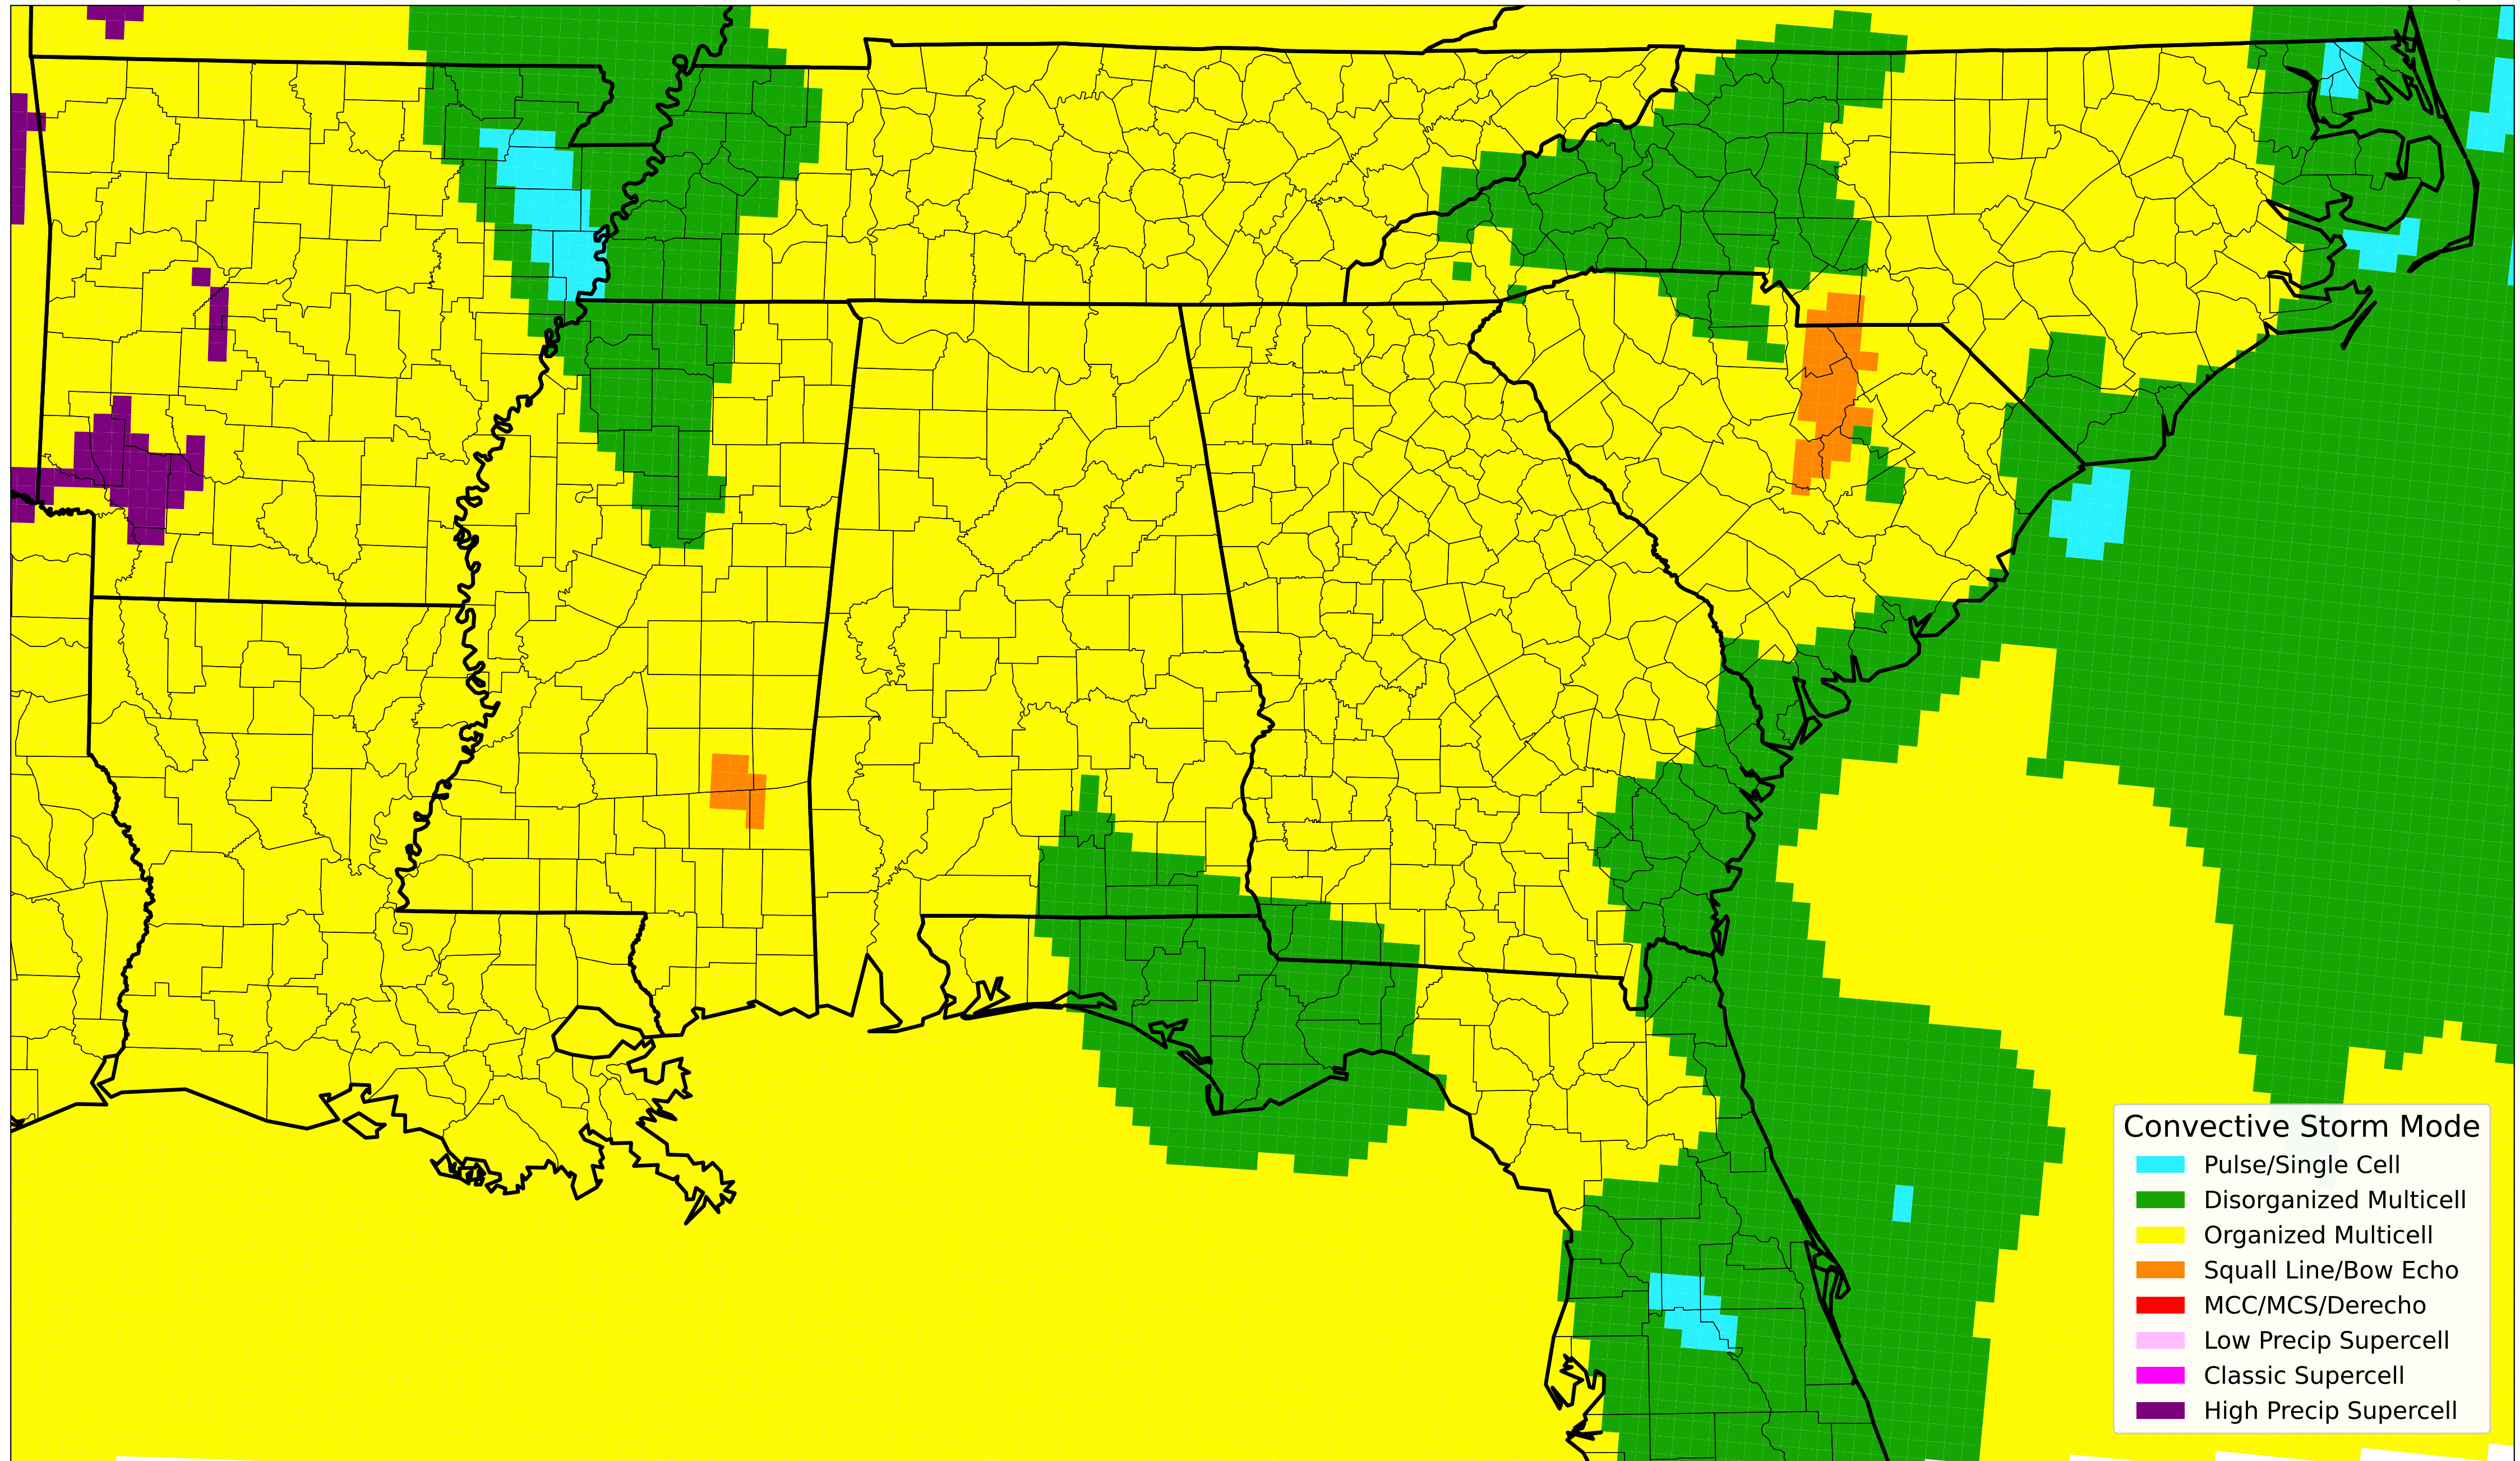 Convective Storm Mode
Pulse/Single Cell
Disorganized Multicell
Organized Multicell
Squall Line/Bow Echo
MCC/MCS/Derecho
Low Precip Supercell
Classic Supercell
High Precip Supercell